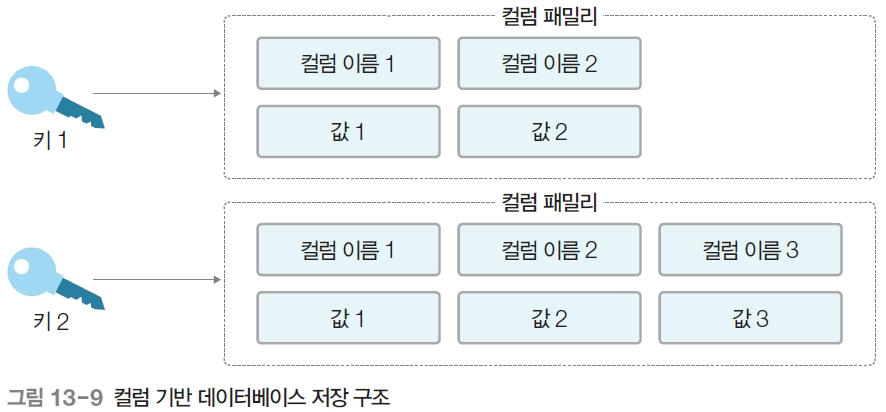 컬럼 패밀리
컬럼 이름 1
컬럼 이름 2
값 1
값 2
키 1
컬럼 패밀리
컬럼 이름 1
컬럼 이름 2
컬럼 이름 3
값 1
값 2
값 3
키 2
그림 13-9 컬럼 기반 데이터베이스 저장 구조